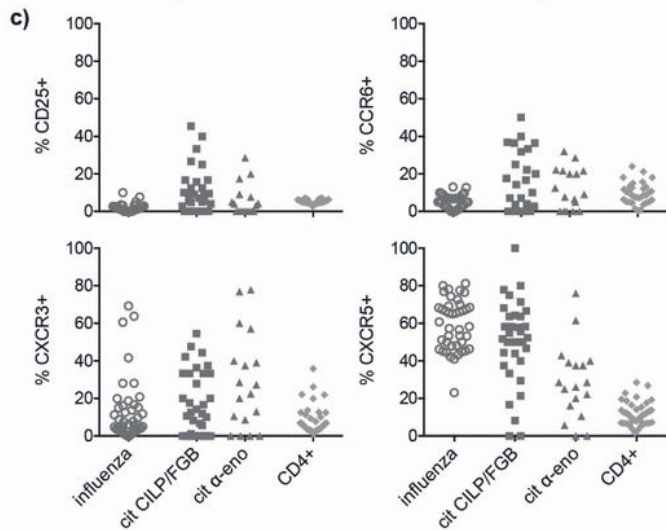 c)
% CD25+
100
80
60
40
20
0
% CCR6+
100
80
60
40
20
0
% CXCR3+
100
80
60
40
20
0
% CXCR5+
100
80
60
40
20
0
influenza
cit CILP/FGB
cit α-eno
CD4+
influenza
cit CILP/FGB
cit α-eno
CD4+